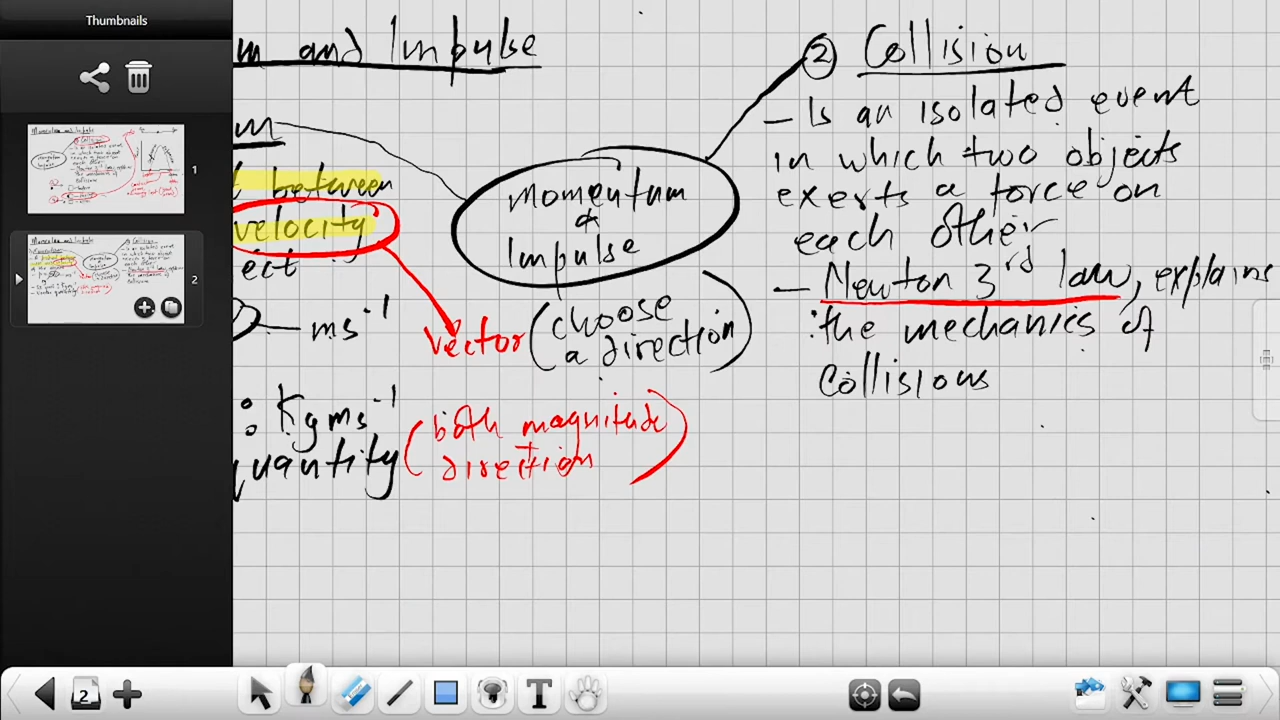 Thumbnails
m and Impulse
m
t between
velocity
ect
ms⁻¹
: Kgms⁻¹
quantity (both magnitude
direction)
vector (choose
a direction)
momentum
&
Impulse
② Collision
- Is an isolated event
in which two objects
exerts a force on
each other
- Newton 3rd law, explains
the mechanics of
collisions
1
2
2
T